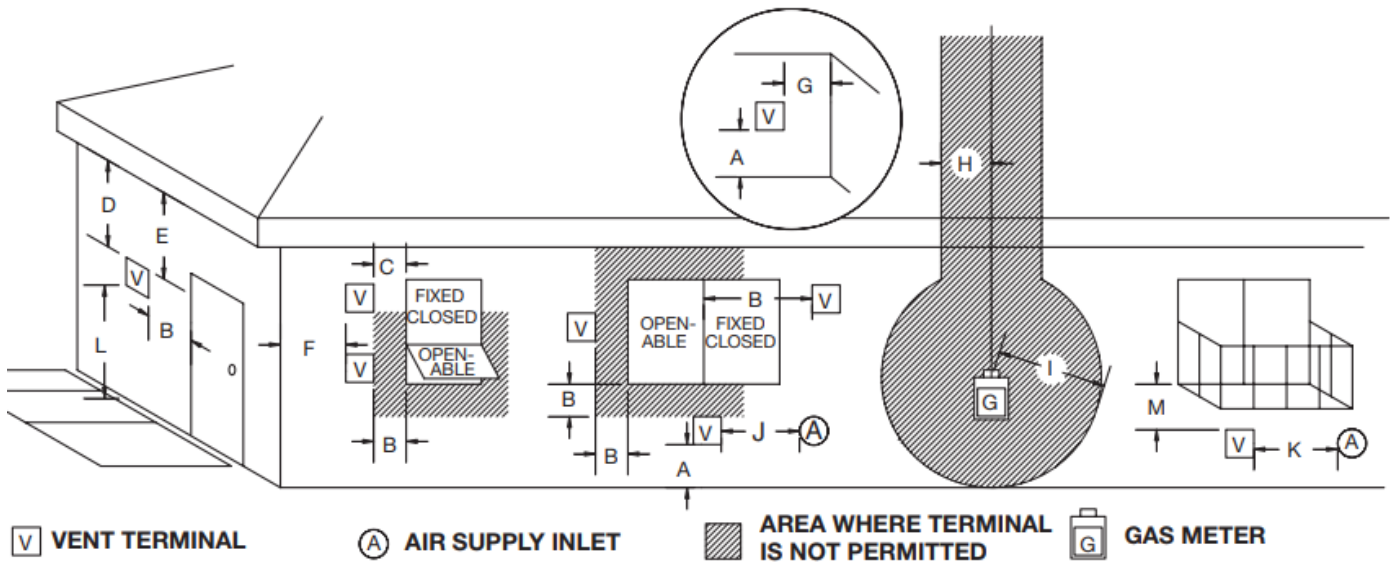 G
V
A
H
D
E
C
V
FIXED
CLOSED
OPEN-
ABLE
V
B
L
F
V
B
V
OPEN-
ABLE
FIXED
CLOSED
B
V
B
B
V
J
A
A
I
G
M
V
K
A
V VENT TERMINAL
A AIR SUPPLY INLET
AREA WHERE TERMINAL
IS NOT PERMITTED
G GAS METER